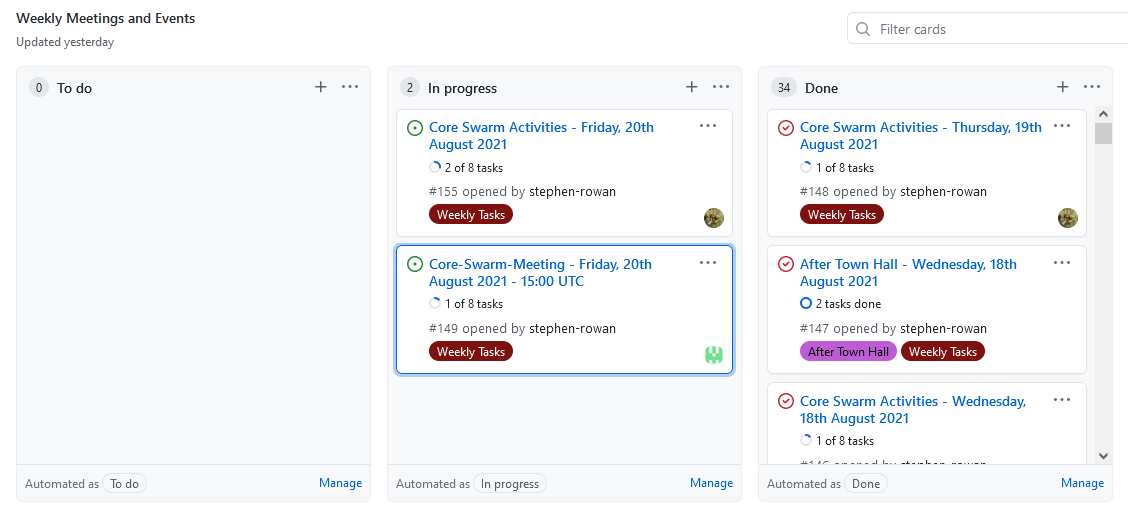 Weekly Meetings and Events
Updated yesterday
Filter cards
0 To do
Automated as To do Manage
2 In progress
Core Swarm Activities - Friday, 20th
August 2021
2 of 8 tasks
#155 opened by stephen-rowan
Weekly Tasks
Core-Swarm-Meeting - Friday, 20th
August 2021 - 15:00 UTC
1 of 8 tasks
#149 opened by stephen-rowan
Weekly Tasks
Automated as In progress Manage
34 Done
Core Swarm Activities - Thursday, 19th
August 2021
1 of 8 tasks
#148 opened by stephen-rowan
Weekly Tasks
After Town Hall - Wednesday, 18th
August 2021
2 tasks done
#147 opened by stephen-rowan
After Town Hall Weekly Tasks
Core Swarm Activities - Wednesday,
18th August 2021
1 of 8 tasks
#146 opened by stephen-rowan
Automated as Done Manage